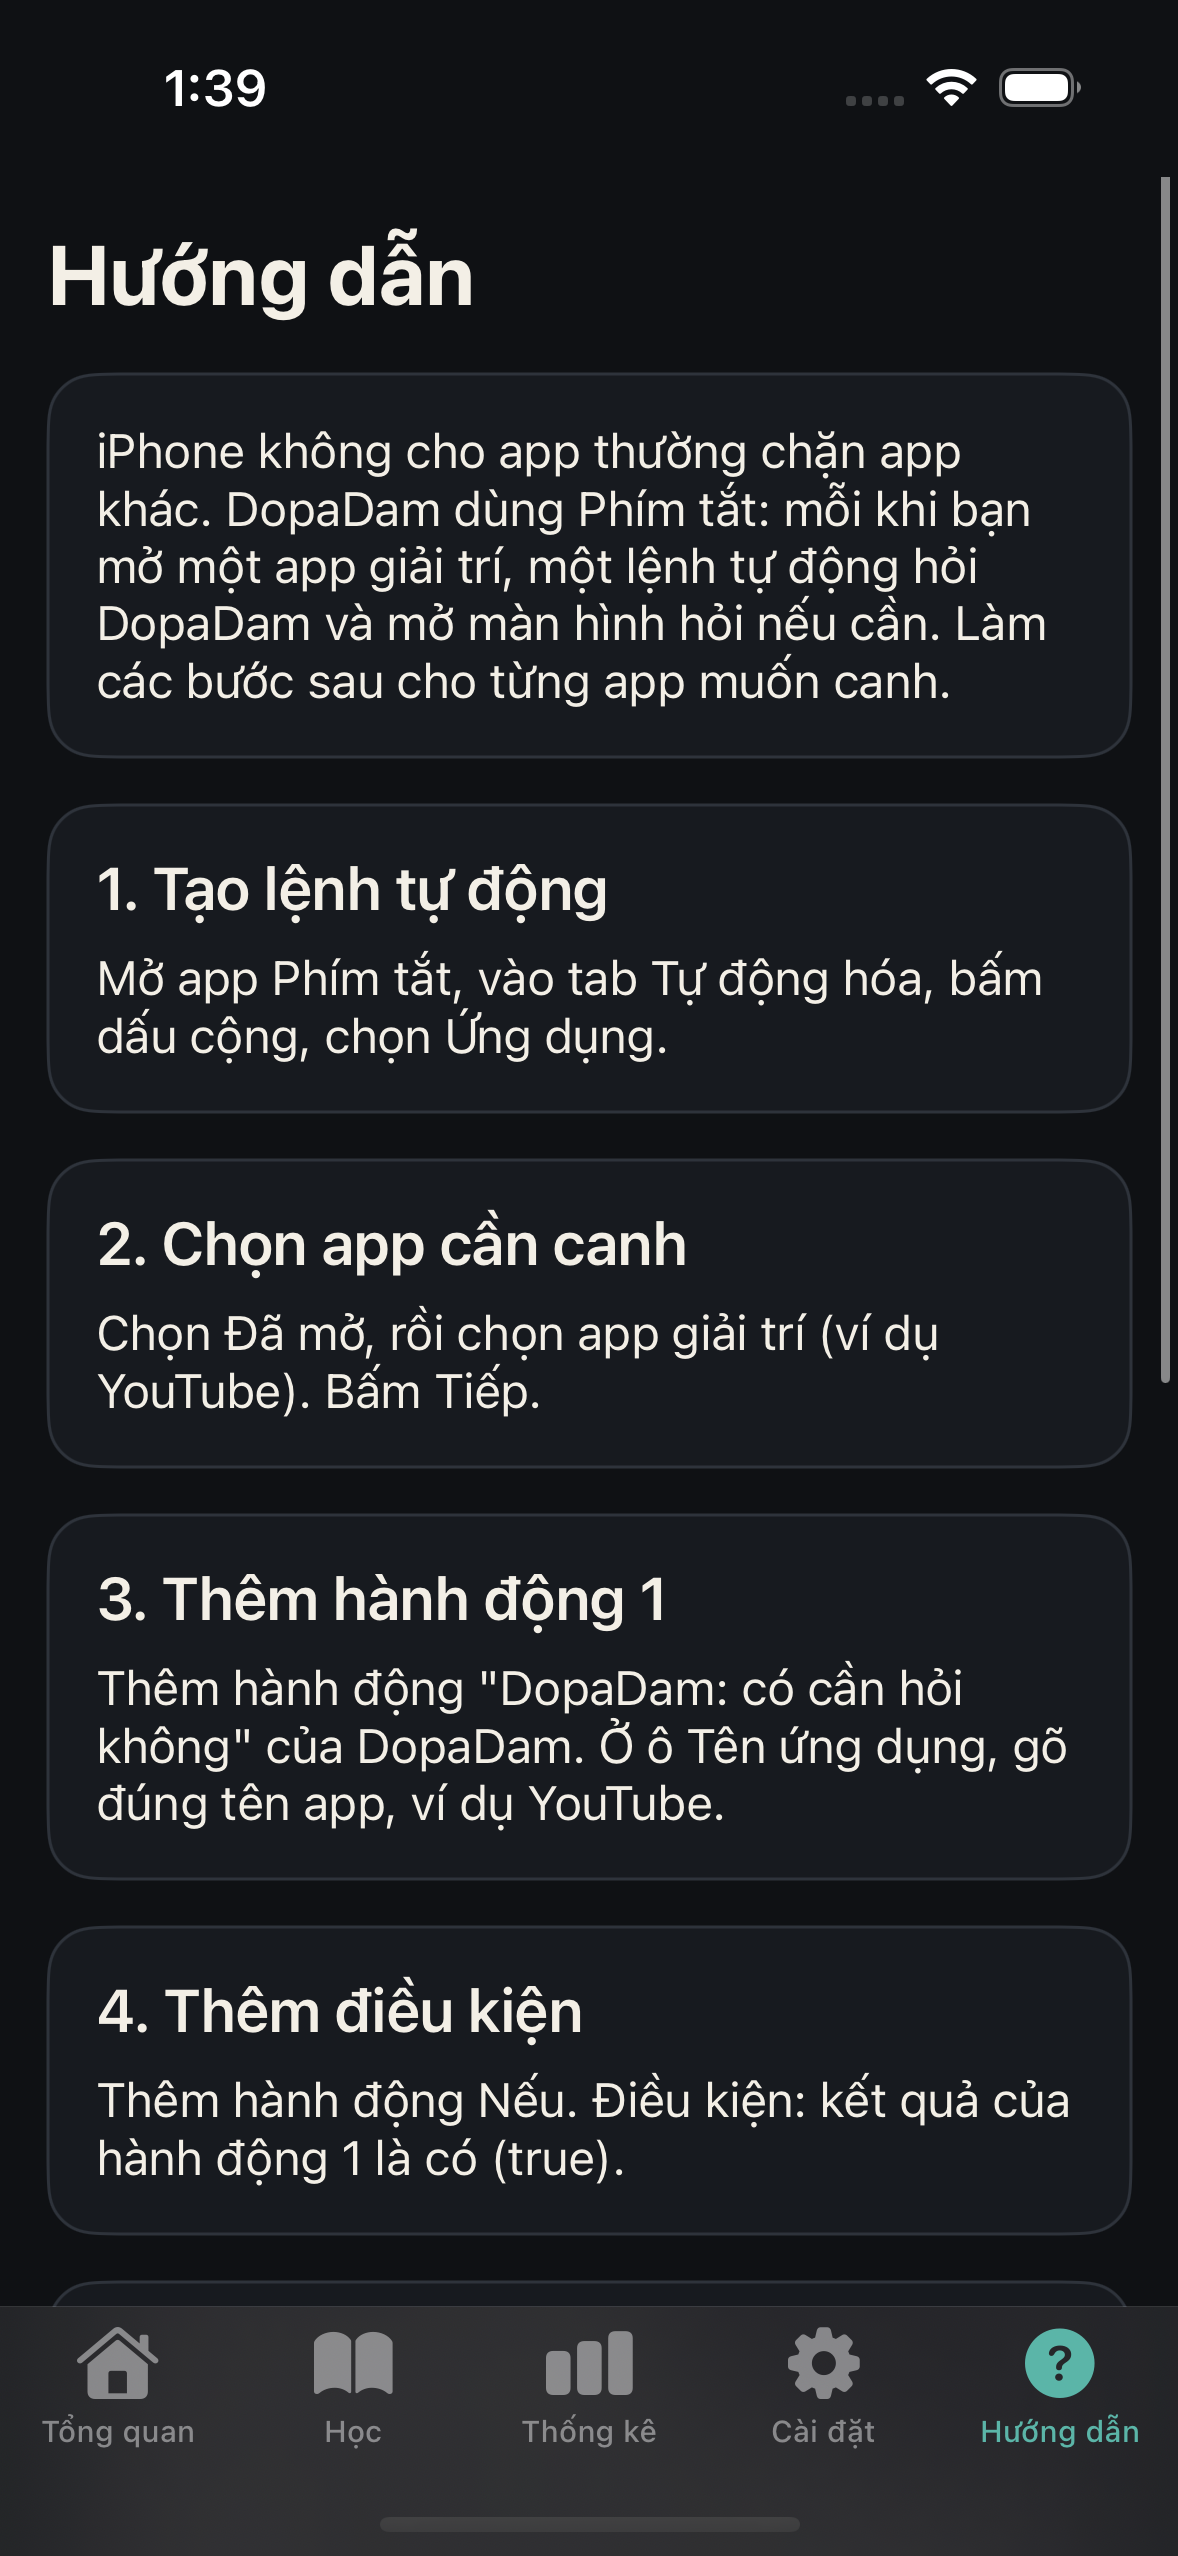 1:39
Hướng dẫn
iPhone không cho app thường chặn app
khác. DopaDam dùng Phím tắt: mỗi khi bạn
mở một app giải trí, một lệnh tự động hỏi
DopaDam và mở màn hình hỏi nếu cần. Làm
các bước sau cho từng app muốn canh.
1. Tạo lệnh tự động
Mở app Phím tắt, vào tab Tự động hóa, bấm
dấu cộng, chọn Ứng dụng.
2. Chọn app cần canh
Chọn Đã mở, rồi chọn app giải trí (ví dụ
YouTube). Bấm Tiếp.
3. Thêm hành động 1
Thêm hành động "DopaDam: có cần hỏi
không" của DopaDam. Ở ô Tên ứng dụng, gõ
đúng tên app, ví dụ YouTube.
4. Thêm điều kiện
Thêm hành động Nếu. Điều kiện: kết quả của
hành động 1 là có (true).
Tổng quan
Học
Thống kê
Cài đặt
Hướng dẫn